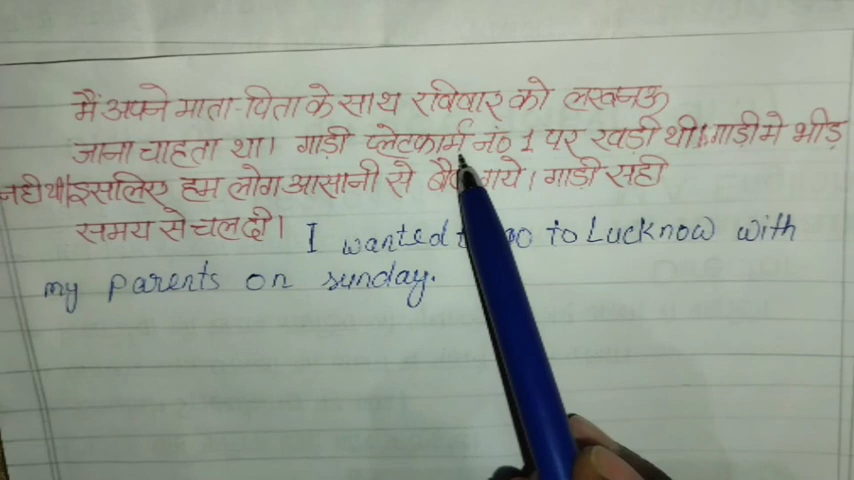 मैं अपने माता-पिता के साथ रविवार को लखनऊ
जाना चाहता था। गाड़ी प्लेटफार्म नं० 1 पर खडी थी। गाड़ी मे भीड़
नही थी। इसलिए हम लोग आसानी से गये। गाड़ी सही
समय से चल दी। I wanted to Lucknow with
my parents on sunday.